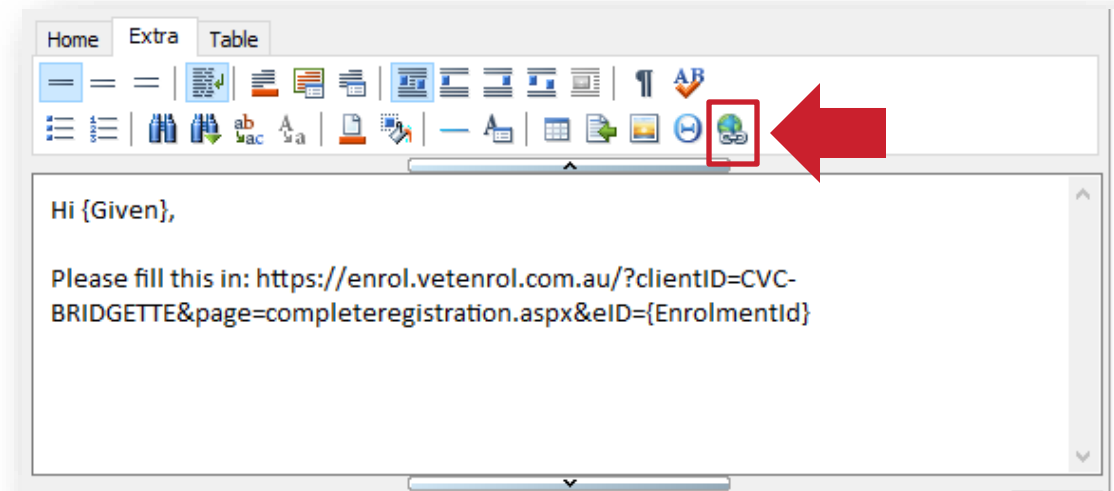 Home Extra Table
Hi {Given},
Please fill this in: https://enrol.vetenrol.com.au/?clientID=CVC-
BRIDGETTE&page=completeregistration.aspx&eID={EnrolmentId}